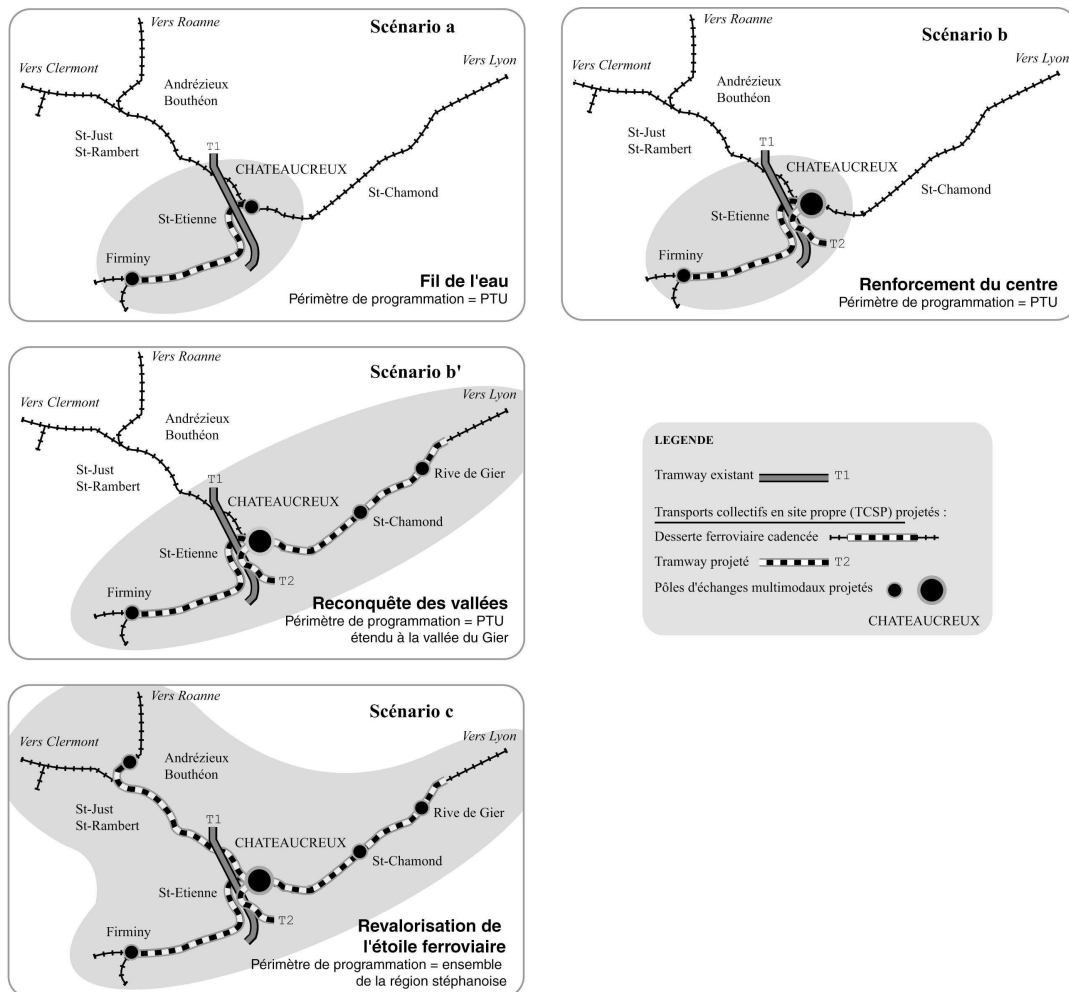 Scénario a
Vers Roanne
Vers Lyon
Vers Clermont
Andrézieux
Bouthéon
St-Just
St-Rambert
T1
CHATEAUCREUX
St-Chamond
St-Etienne
Firminy
Fil de l'eau
Périmètre de programmation = PTU
Scénario b
Vers Roanne
Vers Lyon
Vers Clermont
Andrézieux
Bouthéon
St-Just
St-Rambert
T1
CHATEAUCREUX
St-Chamond
St-Etienne
T2
Firminy
Renforcement du centre
Périmètre de programmation = PTU
Scénario b'
Vers Roanne
Vers Lyon
Vers Clermont
Andrézieux
Bouthéon
St-Just
St-Rambert
Rive de Gier
T1
CHATEAUCREUX
St-Chamond
St-Etienne
T2
Firminy
Reconquête des vallées
Périmètre de programmation = PTU
étendu à la vallée du Gier
LEGENDE
Tramway existant T1
Transports collectifs en site propre (TCSP) projetés :
Desserte ferroviaire cadencée
Tramway projeté T2
Pôles d'échanges multimodaux projetés
CHATEAUCREUX
Scénario c
Vers Roanne
Vers Lyon
Vers Clermont
Andrézieux
Bouthéon
St-Just
St-Rambert
Rive de Gier
T1
CHATEAUCREUX
St-Chamond
St-Etienne
T2
Firminy
Revalorisation de
l'étoile ferroviaire
Périmètre de programmation = ensemble
de la région stéphanoise